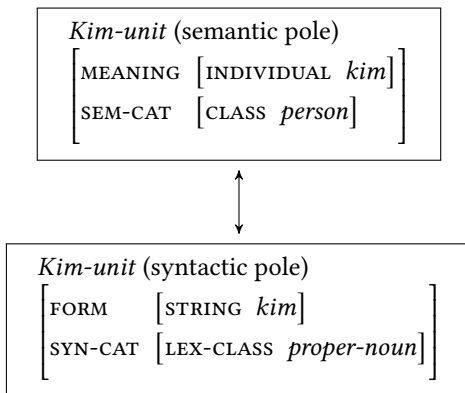 Kim-unit (semantic pole)
[MEANING [INDIVIDUAL kim]
SEM-CAT [CLASS person]]
Kim-unit (syntactic pole)
[FORM [STRING kim]
SYN-CAT [LEX-CLASS proper-noun]]